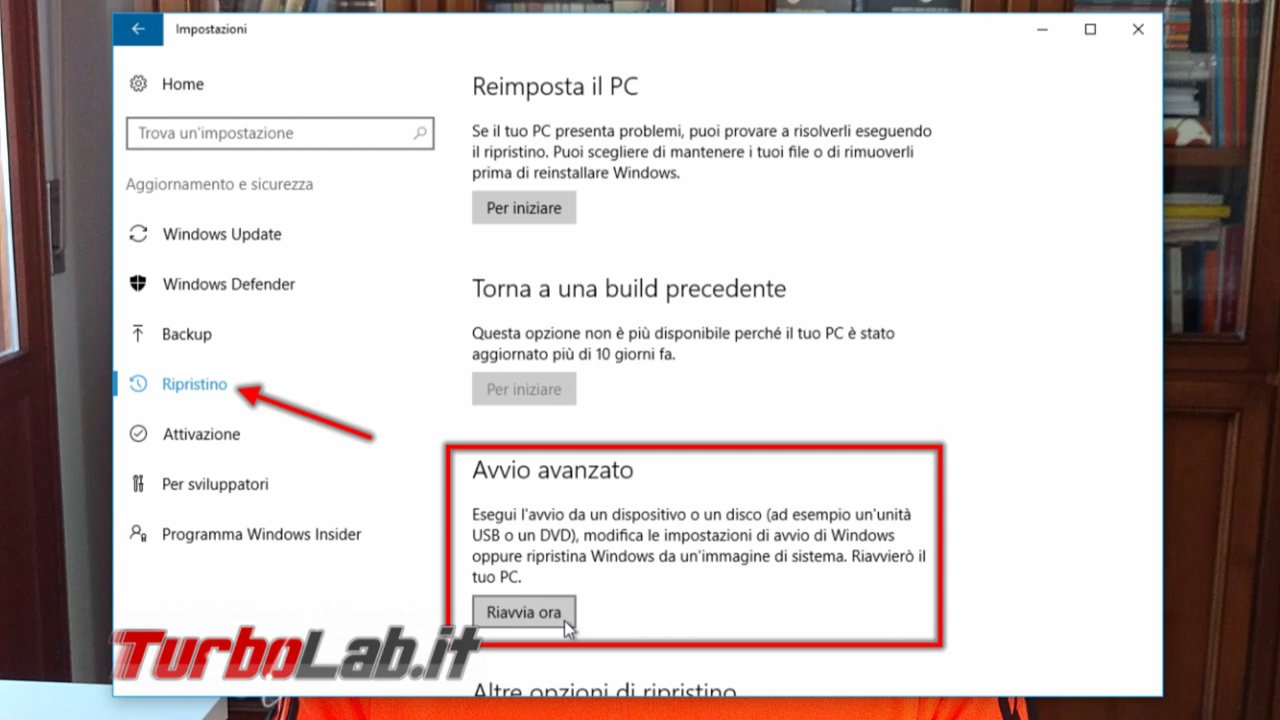 Impostazioni
Home
Trova un'impostazione
Aggiornamento e sicurezza
Windows Update
Windows Defender
Backup
Ripristino
Attivazione
Per sviluppatori
Programma Windows Insider
Reimposta il PC
Se il tuo PC presenta problemi, puoi provare a risolverli eseguendo
il ripristino. Puoi scegliere di mantenere i tuoi file o di rimuoverli
prima di reinstallare Windows.
Per iniziare
Torna a una build precedente
Questa opzione non è più disponibile perché il tuo PC è stato
aggiornato più di 10 giorni fa.
Per iniziare
Avvio avanzato
Esegui l'avvio da un dispositivo o un disco (ad esempio un'unità
USB o un DVD), modifica le impostazioni di avvio di Windows
oppure ripristina Windows da un'immagine di sistema. Riavvierò il
tuo PC.
Riavvia ora
Altre opzioni di ripristino
TurboLab.it